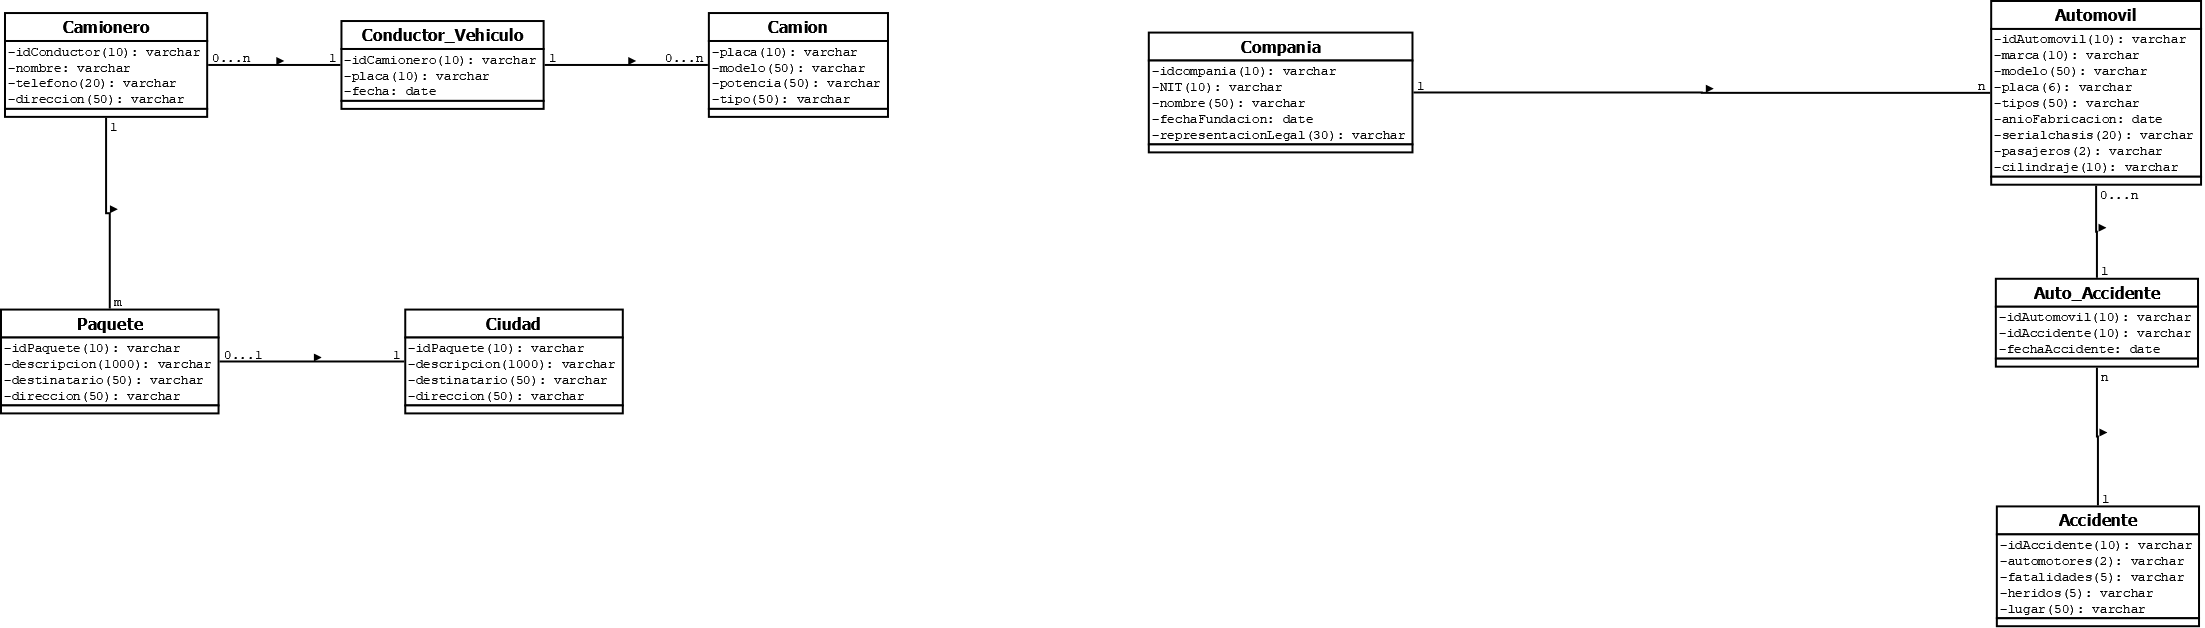 Camionero
-idConductor(10): varchar
-nombre: varchar
-telefono(20): varchar
-direccion(50): varchar
0...n
1
Conductor_Vehiculo
-idCamionero(10): varchar
-placa(10): varchar
-fecha: date
1
0...n
Camion
-placa(10): varchar
-modelo(50): varchar
-potencia(50): varchar
-tipo(50): varchar
1
m
Paquete
-idPaquete(10): varchar
-descripcion(1000): varchar
-destinatario(50): varchar
-direccion(50): varchar
0...1
1
Ciudad
-idPaquete(10): varchar
-descripcion(1000): varchar
-destinatario(50): varchar
-direccion(50): varchar
Compania
-idcompania(10): varchar
-NIT(10): varchar
-nombre(50): varchar
-fechaFundacion: date
-representacionLegal(30): varchar
1
n
Automovil
-idAutomovil(10): varchar
-marca(10): varchar
-modelo(50): varchar
-placa(6): varchar
-tipos(50): varchar
-anioFabricacion: date
-serialchasis(20): varchar
-pasajeros(2): varchar
-cilindraje(10): varchar
0...n
1
Auto_Accidente
-idAutomovil(10): varchar
-idAccidente(10): varchar
-fechaAccidente: date
n
1
Accidente
-idAccidente(10): varchar
-automotores(2): varchar
-fatalidades(5): varchar
-heridos(5): varchar
-lugar(50): varchar